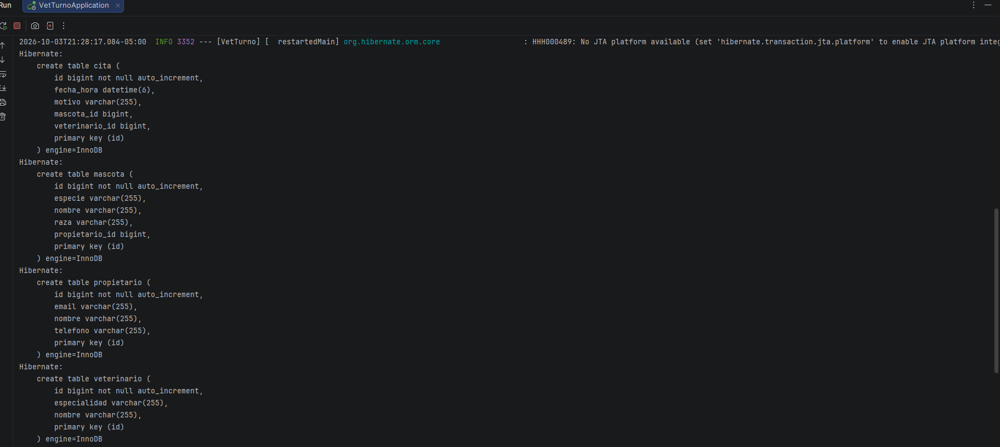 Run VetTurnoApplication
2026-10-03T21:28:17.084-05:00  INFO 3352 --- [VetTurno] [  restartedMain] org.hibernate.orm.core                   : HHH000489: No JTA platform available (set 'hibernate.transaction.jta.platform' to enable JTA platform integ
Hibernate:
    create table cita (
        id bigint not null auto_increment,
        fecha_hora datetime(6),
        motivo varchar(255),
        mascota_id bigint,
        veterinario_id bigint,
        primary key (id)
    ) engine=InnoDB
Hibernate:
    create table mascota (
        id bigint not null auto_increment,
        especie varchar(255),
        nombre varchar(255),
        raza varchar(255),
        propietario_id bigint,
        primary key (id)
    ) engine=InnoDB
Hibernate:
    create table propietario (
        id bigint not null auto_increment,
        email varchar(255),
        nombre varchar(255),
        telefono varchar(255),
        primary key (id)
    ) engine=InnoDB
Hibernate:
    create table veterinario (
        id bigint not null auto_increment,
        especialidad varchar(255),
        nombre varchar(255),
        primary key (id)
    ) engine=InnoDB